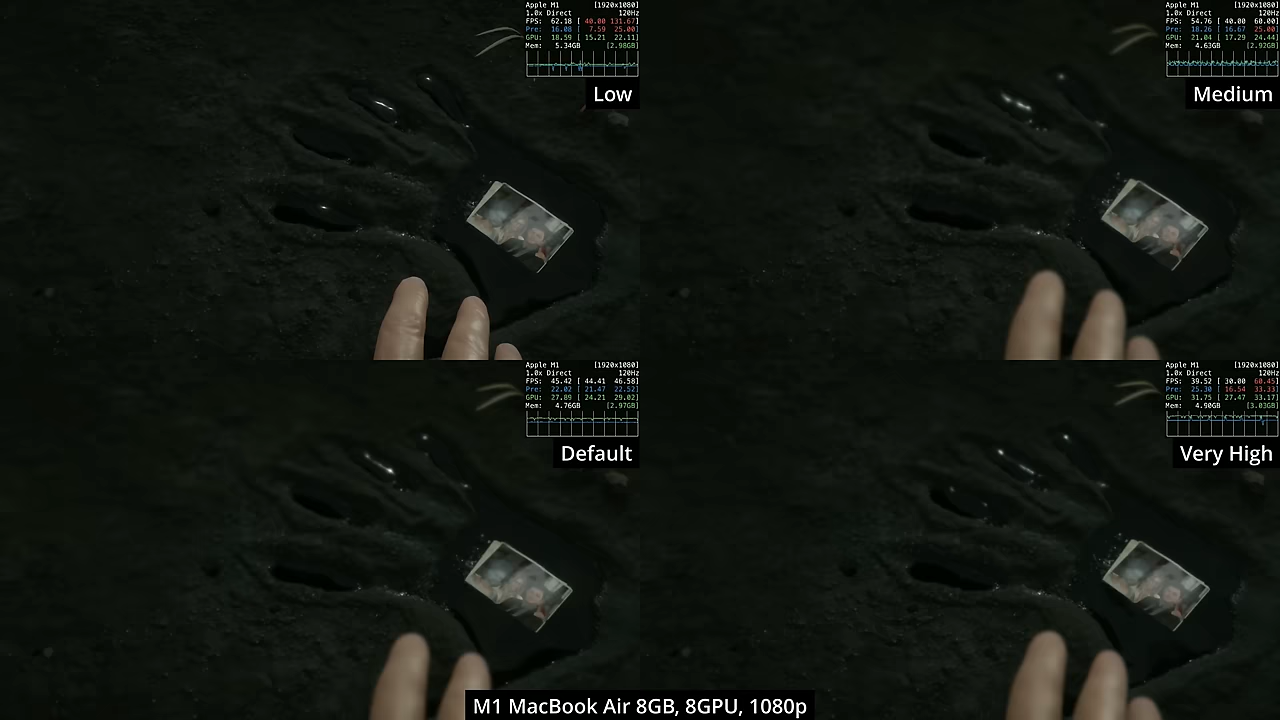 Apple M1 [1920x1080]
1.0x Direct 120Hz
FPS: 62.18 [ 40.00 131.67]
Pre: 16.08 [ 7.59 25.00]
GPU: 18.59 [ 15.21 22.11]
Mem: 5.34GB [2.98GB]
Low
Apple M1 [1920x1080]
1.0x Direct 120Hz
FPS: 54.76 [ 40.00 60.00]
Pre: 18.26 [ 16.67 25.00]
GPU: 21.04 [ 17.29 24.44]
Mem: 4.63GB [2.92GB]
Medium
Apple M1 [1920x1080]
1.0x Direct 120Hz
FPS: 45.42 [ 44.41 46.58]
Pre: 22.02 [ 21.47 22.52]
GPU: 27.89 [ 24.21 29.02]
Mem: 4.76GB [2.97GB]
Default
Apple M1 [1920x1080]
1.0x Direct 120Hz
FPS: 39.52 [ 30.00 60.45]
Pre: 25.30 [ 16.54 33.33]
GPU: 31.75 [ 27.47 33.17]
Mem: 4.90GB [3.03GB]
Very High
M1 MacBook Air 8GB, 8GPU, 1080p